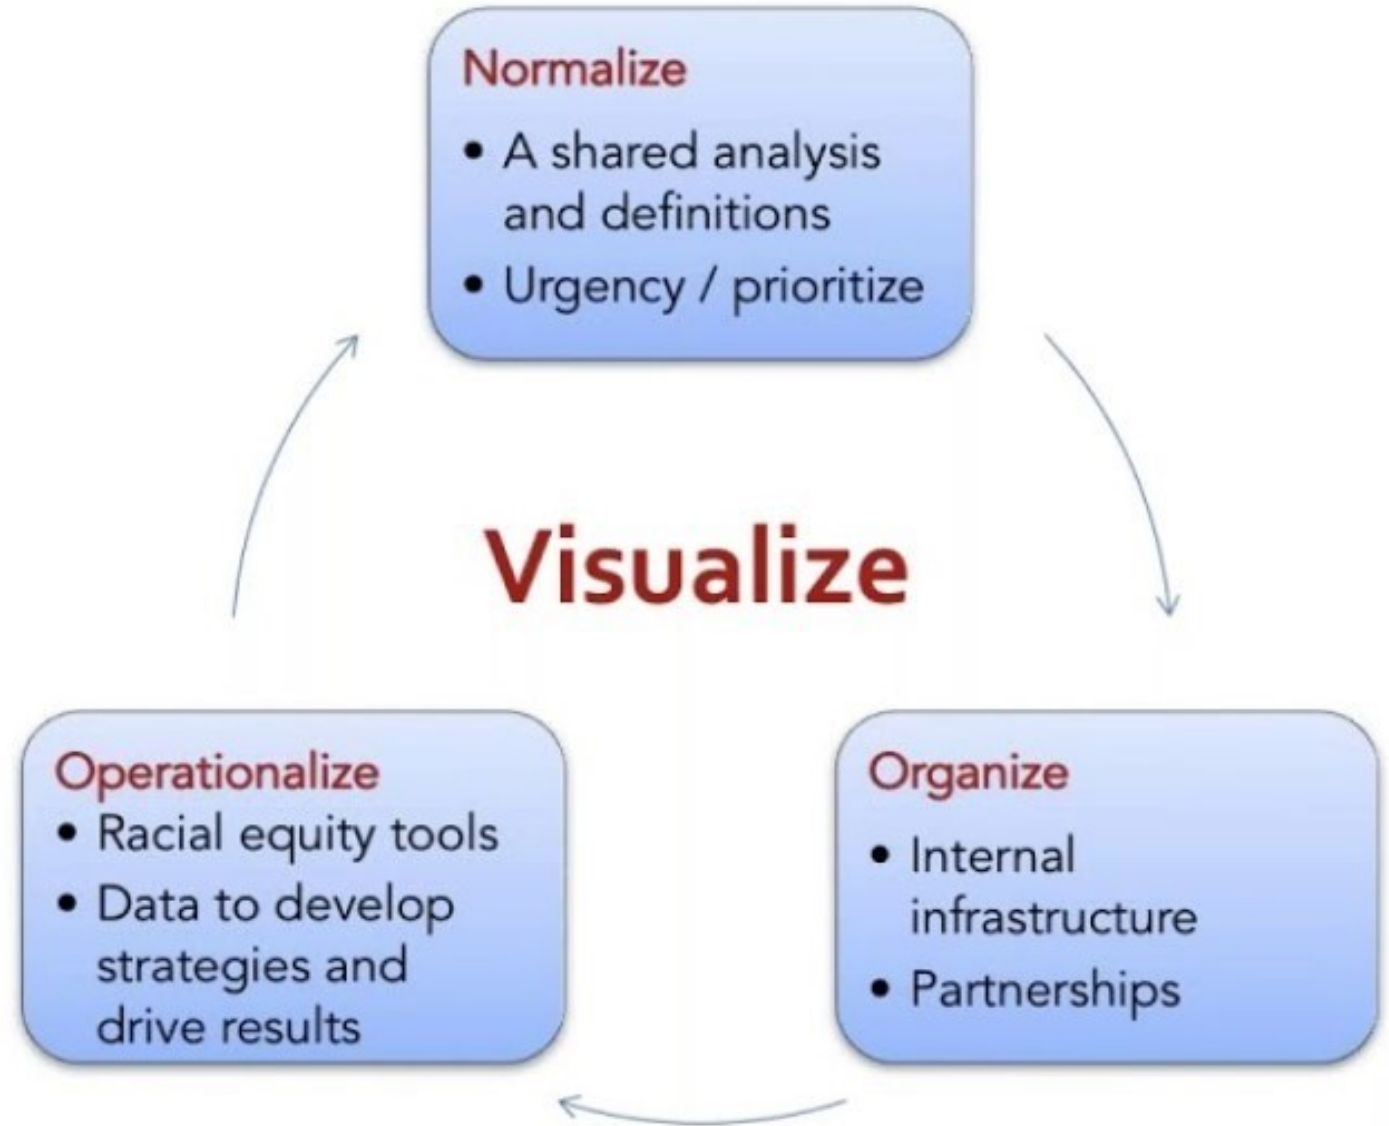 Normalize
• A shared analysis
and definitions
• Urgency / prioritize
Visualize
Operationalize
• Racial equity tools
• Data to develop
strategies and
drive results
Organize
• Internal
infrastructure
• Partnerships